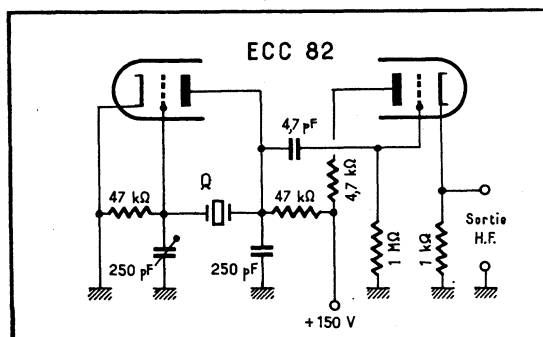 ECC 82
4,7 pF
47 kΩ
Q
47 kΩ
4,7 kΩ
250 pF
250 pF
1 MΩ
1 kΩ
Sortie
H.F.
+150 V